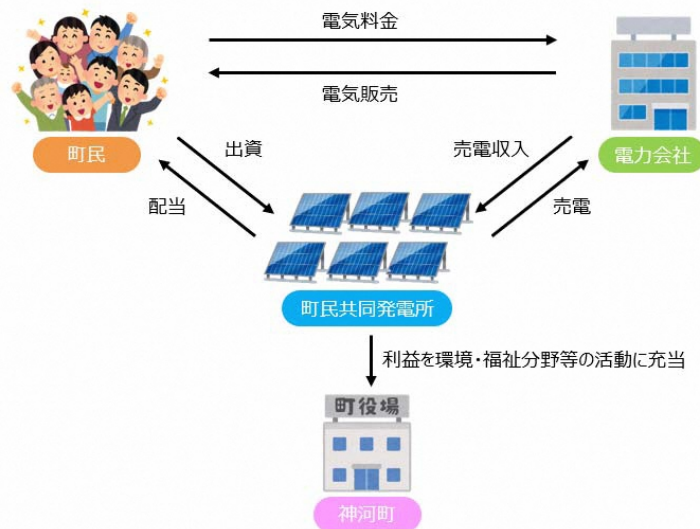 電気料金
電気販売
町民
出資
配当
売電収入
売電
電力会社
町民共同発電所
利益を環境・福祉分野等の活動に充当
町役場
神河町